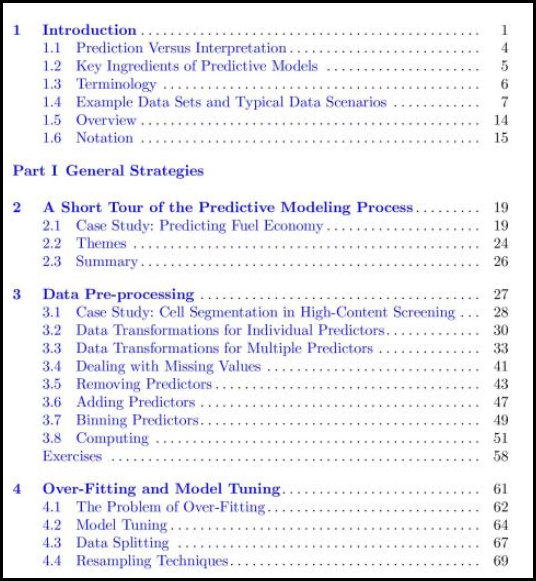 1 Introduction . . . . . . . . . . . . . . . . . . . . . . . . . . . . . . . . . . . . . . . . . . . . . . 1
1.1 Prediction Versus Interpretation . . . . . . . . . . . . . . . . . . . . . . . . . . 4
1.2 Key Ingredients of Predictive Models . . . . . . . . . . . . . . . . . . . . . 5
1.3 Terminology . . . . . . . . . . . . . . . . . . . . . . . . . . . . . . . . . . . . . . . . . . . 6
1.4 Example Data Sets and Typical Data Scenarios . . . . . . . . . . . . 7
1.5 Overview . . . . . . . . . . . . . . . . . . . . . . . . . . . . . . . . . . . . . . . . . . . . . . 14
1.6 Notation . . . . . . . . . . . . . . . . . . . . . . . . . . . . . . . . . . . . . . . . . . . . . . 15
Part I General Strategies
2 A Short Tour of the Predictive Modeling Process . . . . . . . . . 19
2.1 Case Study: Predicting Fuel Economy . . . . . . . . . . . . . . . . . . . . . 19
2.2 Themes . . . . . . . . . . . . . . . . . . . . . . . . . . . . . . . . . . . . . . . . . . . . . . . 24
2.3 Summary . . . . . . . . . . . . . . . . . . . . . . . . . . . . . . . . . . . . . . . . . . . . . . 26
3 Data Pre-processing . . . . . . . . . . . . . . . . . . . . . . . . . . . . . . . . . . . . . . 27
3.1 Case Study: Cell Segmentation in High-Content Screening . . . 28
3.2 Data Transformations for Individual Predictors . . . . . . . . . . . . . 30
3.3 Data Transformations for Multiple Predictors . . . . . . . . . . . . . . 33
3.4 Dealing with Missing Values . . . . . . . . . . . . . . . . . . . . . . . . . . . . . 41
3.5 Removing Predictors . . . . . . . . . . . . . . . . . . . . . . . . . . . . . . . . . . . . 43
3.6 Adding Predictors . . . . . . . . . . . . . . . . . . . . . . . . . . . . . . . . . . . . . . 47
3.7 Binning Predictors . . . . . . . . . . . . . . . . . . . . . . . . . . . . . . . . . . . . . . 49
3.8 Computing . . . . . . . . . . . . . . . . . . . . . . . . . . . . . . . . . . . . . . . . . . . . 51
Exercises . . . . . . . . . . . . . . . . . . . . . . . . . . . . . . . . . . . . . . . . . . . . . . . . . . 58
4 Over-Fitting and Model Tuning . . . . . . . . . . . . . . . . . . . . . . . . . . . 61
4.1 The Problem of Over-Fitting . . . . . . . . . . . . . . . . . . . . . . . . . . . . . 62
4.2 Model Tuning . . . . . . . . . . . . . . . . . . . . . . . . . . . . . . . . . . . . . . . . . . 64
4.3 Data Splitting . . . . . . . . . . . . . . . . . . . . . . . . . . . . . . . . . . . . . . . . . 67
4.4 Resampling Techniques . . . . . . . . . . . . . . . . . . . . . . . . . . . . . . . . . . 69